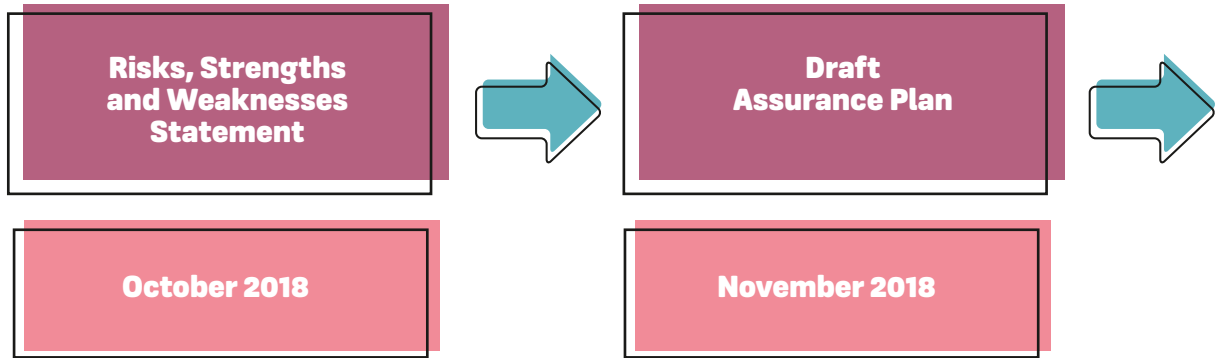 Risks, Strengths
and Weaknesses
Statement
Draft
Assurance Plan
October 2018
November 2018